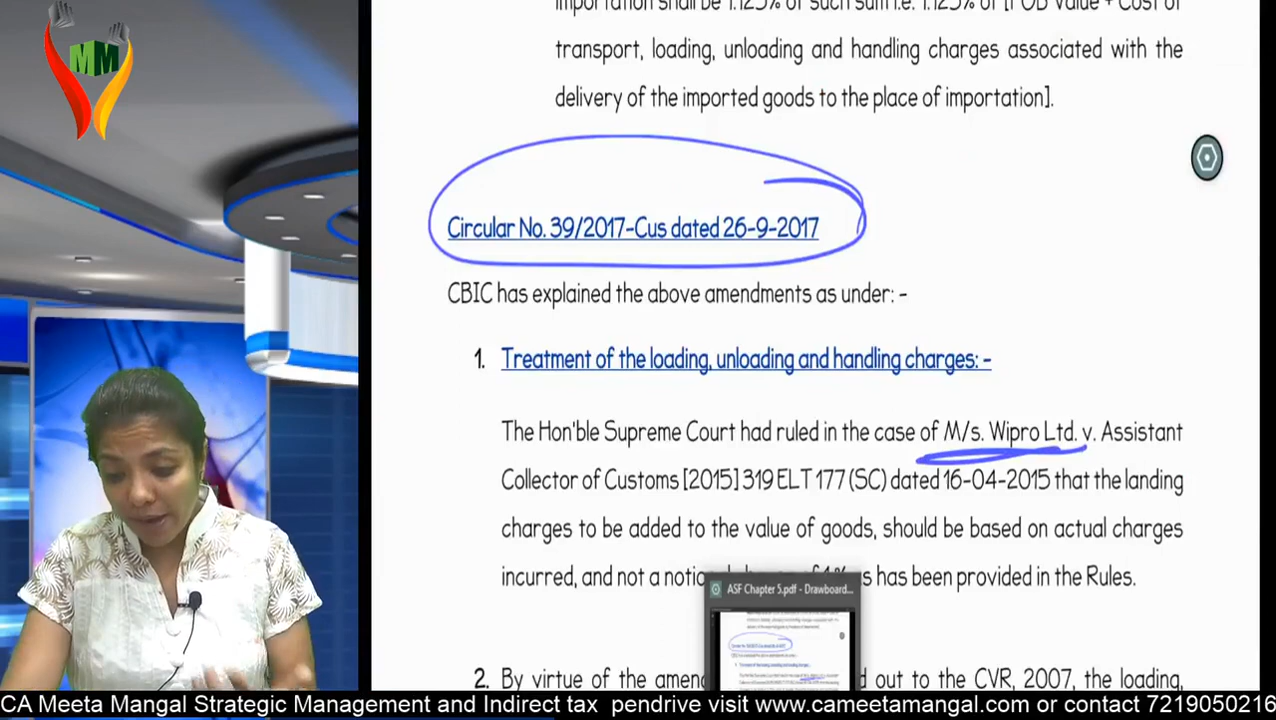 importation shall be 1.125% of such sum i.e. 1.125% of [FOB value + Cost of
transport, loading, unloading and handling charges associated with the
delivery of the imported goods to the place of importation].
MM
Circular No. 39/2017-Cus dated 26-9-2017
CBIC has explained the above amendments as under: -
1. Treatment of the loading, unloading and handling charges: -
The Hon'ble Supreme Court had ruled in the case of M/s. Wipro Ltd. v. Assistant
Collector of Customs [2015] 319 ELT 177 (SC) dated 16-04-2015 that the landing
charges to be added to the value of goods, should be based on actual charges
incurred, and not a s has been provided in the Rules.
ASF Chapter 5.pdf - Drawboard...
2. By virtue of the d out to the CVR, 2007, the loading,
CA Meeta Mangal Strategic Management and Indirect tax pendrive visit www.cameetamangal.com or contact 7219050216